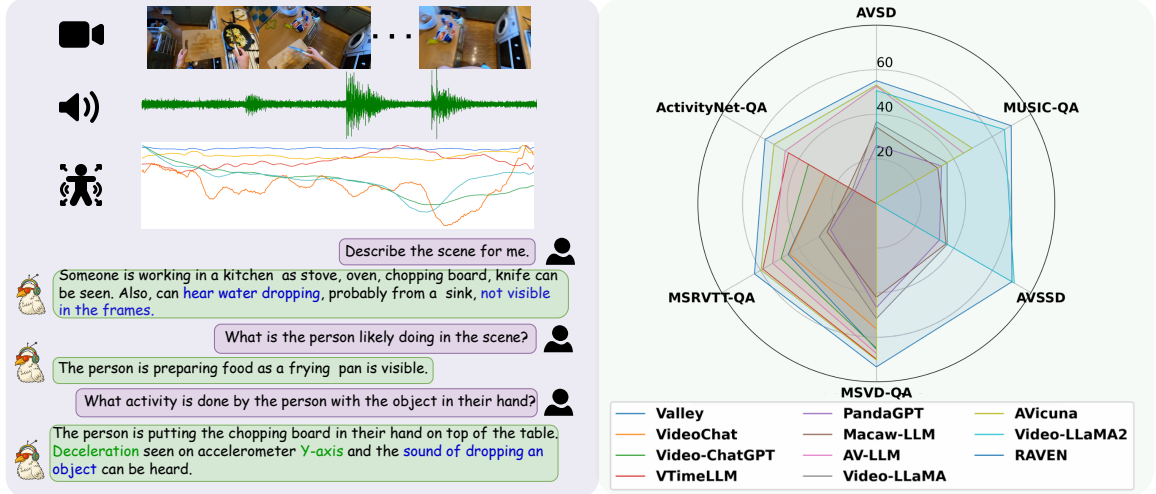 Describe the scene for me.
Someone is working in a kitchen as stove, oven, chopping board, knife can
be seen. Also, can hear water dropping, probably from a sink, not visible
in the frames.
What is the person likely doing in the scene?
The person is preparing food as a frying pan is visible.
What activity is done by the person with the object in their hand?
The person is putting the chopping board in their hand on top of the table.
Deceleration seen on accelerometer Y-axis and the sound of dropping an
object can be heard.
AVSD
60
40
20
ActivityNet-QA
MUSIC-QA
MSRVTT-QA
AVSSD
MSVD-QA
Valley
VideoChat
Video-ChatGPT
VTimeLLM
PandaGPT
Macaw-LLM
AV-LLM
Video-LLaMA
AVicuna
Video-LLaMA2
RAVEN